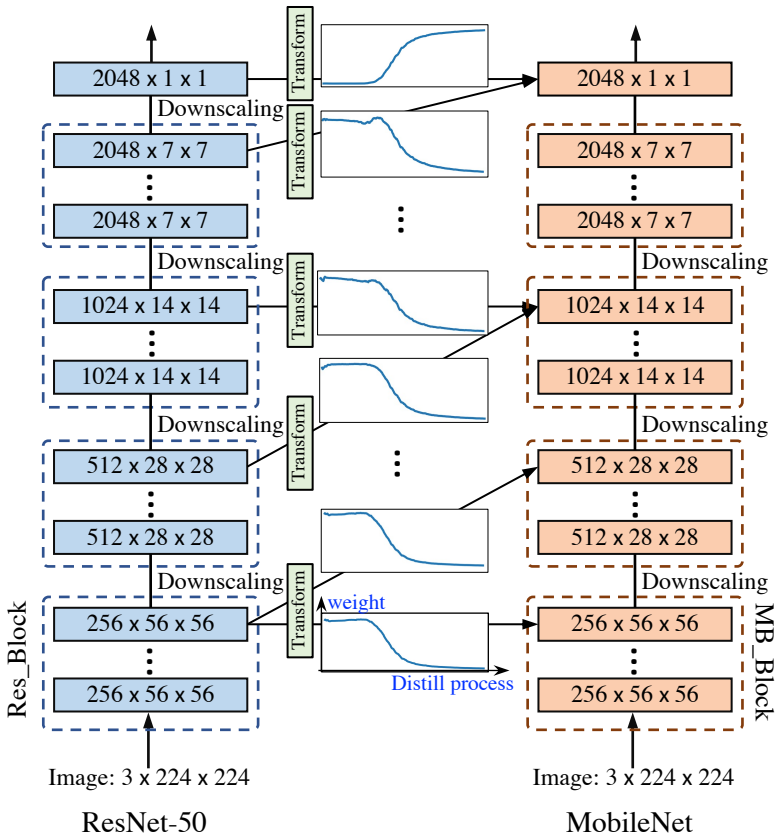 2048 x 1 x 1
Transform
2048 x 1 x 1
Downscaling
2048 x 7 x 7
Transform
2048 x 7 x 7
2048 x 7 x 7
2048 x 7 x 7
Downscaling
Downscaling
1024 x 14 x 14
Transform
1024 x 14 x 14
1024 x 14 x 14
1024 x 14 x 14
Downscaling
Transform
Downscaling
512 x 28 x 28
512 x 28 x 28
512 x 28 x 28
512 x 28 x 28
Downscaling
Transform
Downscaling
weight
256 x 56 x 56
256 x 56 x 56
Res_Block
MB_Block
256 x 56 x 56
Distill process
256 x 56 x 56
Image: 3 x 224 x 224
Image: 3 x 224 x 224
ResNet-50
MobileNet